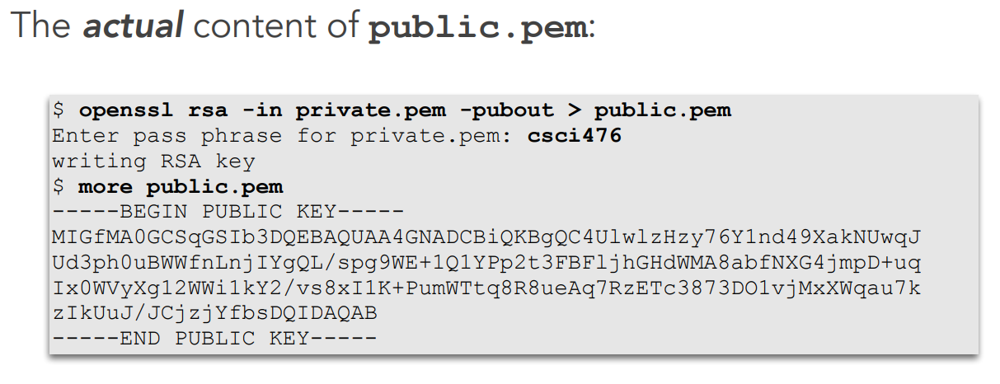 The actual content of public.pem:
$ openssl rsa -in private.pem -pubout > public.pem
Enter pass phrase for private.pem: csci476
writing RSA key
$ more public.pem
-----BEGIN PUBLIC KEY-----
MIGfMA0GCSqGSIb3DQEBAQUAA4GNADCBiQKBgQC4UlwlzHzy76Y1nd49XakNUwqJ
Ud3ph0uBWWfnLnjIYgQL/spg9WE+1Q1YPp2t3FBFljhGHdWMA8abfNXG4jmpD+uq
Ix0WVyXg12WWi1kY2/vs8xI1K+PumWTtq8R8ueAq7RzETc3873DO1vjMxXWqau7k
zIkUuJ/JCjzjYfbsDQIDAQAB
-----END PUBLIC KEY-----